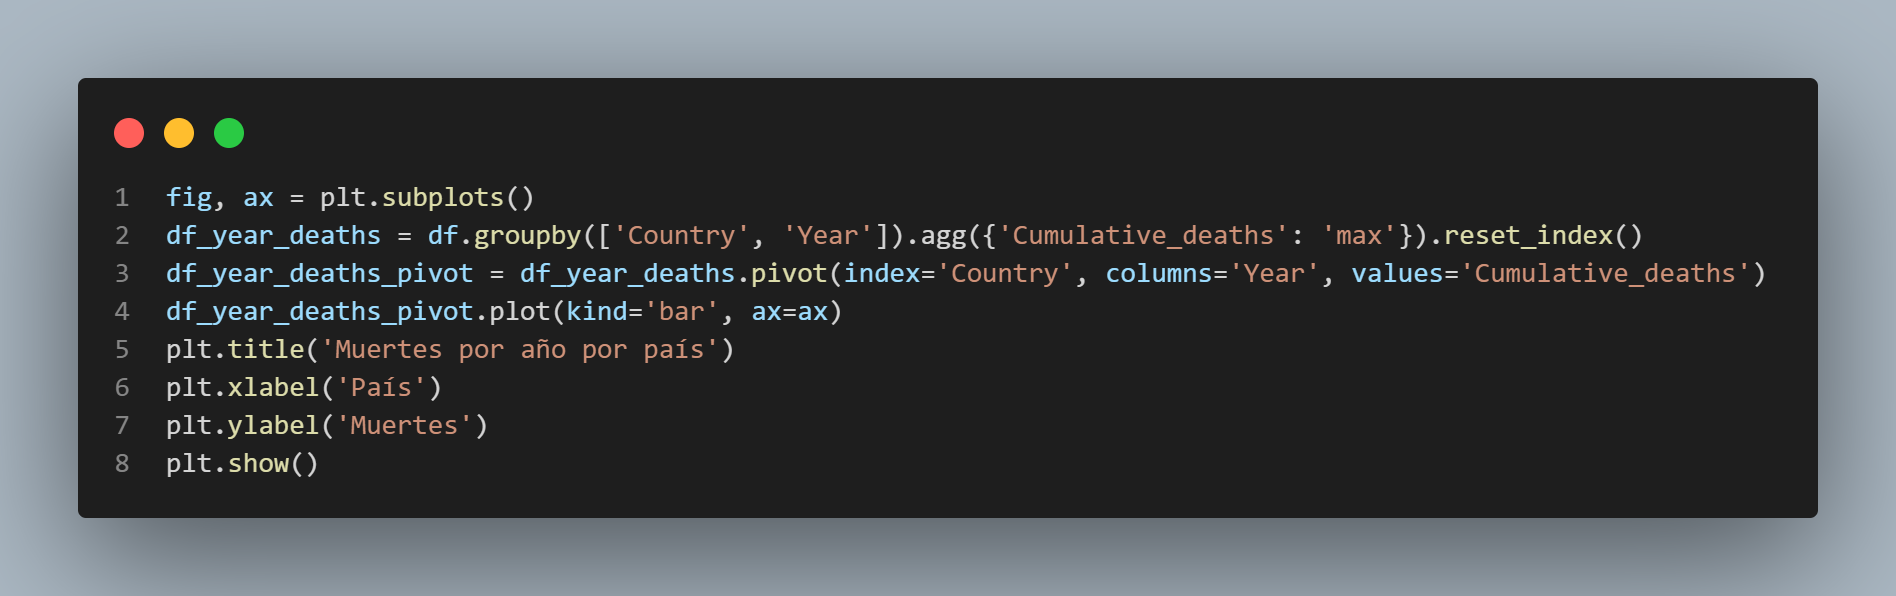 1 fig, ax = plt.subplots()
2 df_year_deaths = df.groupby(['Country', 'Year']).agg({'Cumulative_deaths': 'max'}).reset_index()
3 df_year_deaths_pivot = df_year_deaths.pivot(index='Country', columns='Year', values='Cumulative_deaths')
4 df_year_deaths_pivot.plot(kind='bar', ax=ax)
5 plt.title('Muertes por año por país')
6 plt.xlabel('País')
7 plt.ylabel('Muertes')
8 plt.show()